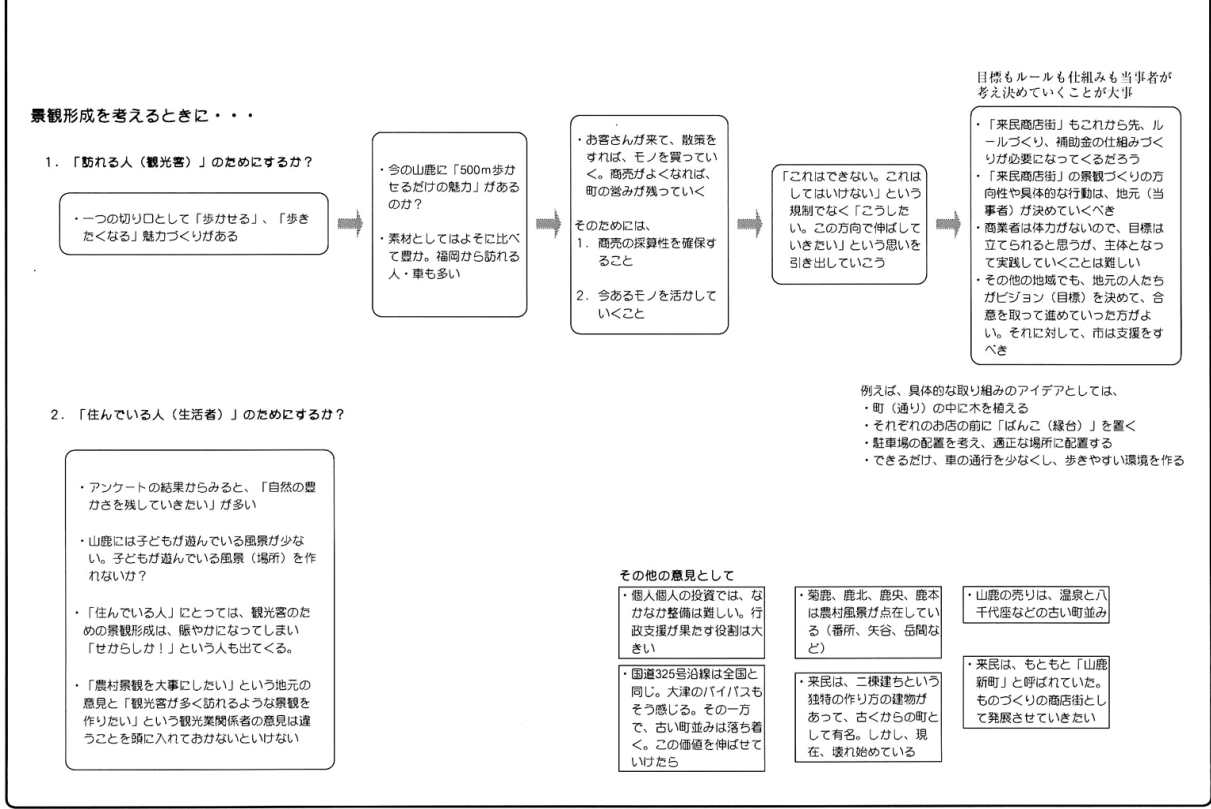 景観形成を考えるときに・・・
1．「訪れる人（観光客）」のためにするか？
・一つの切り口として「歩かせる」、「歩き
たくなる」魅力づくりがある
・今の山鹿に「500m歩か
せるだけの魅力」がある
のか？
・素材としてはよそに比べ
て豊か。福岡から訪れる
人・車も多い
・お客さんが来て、散策を
すれば、モノを買ってい
く。商売がよくなれば、
町の営みが残っていく
そのためには、
1．商売の採算性を確保す
ること
2．今あるモノを活かして
いくこと
「これはできない。これは
してはいけない」という
規制でなく「こうした
い。この方向で伸ばして
いきたい」という思いを
引き出していこう
目標もルールも仕組みも当事者が
考え決めていくことが大事
・「来民商店街」もこれから先、ル
ールづくり、補助金の仕組みづく
りが必要になってくるだろう
・「来民商店街」の景観づくりの方
向性や具体的な行動は、地元（当
事者）が決めていくべき
・商業者は体力がないので、目標は
立てられると思うが、主体となっ
て実践していくことは難しい
・その他の地域でも、地元の人たち
がビジョン（目標）を決めて、合
意を取って進めていった方がよ
い。それに対して、市は支援をす
べき
例えば、具体的な取り組みのアイデアとしては、
・町（通り）の中に木を植える
・それぞれのお店の前に「ばんこ（縁台）」を置く
・駐車場の配置を考え、適正な場所に配置する
・できるだけ、車の通行を少なくし、歩きやすい環境を作る
2．「住んでいる人（生活者）」のためにするか？
・アンケートの結果からみると、「自然の豊
かさを残していきたい」が多い
・山鹿には子どもが遊んでいる風景が少な
い。子どもが遊んでいる風景（場所）を作
れないか？
・「住んでいる人」にとっては、観光客のた
めの景観形成は、賑やかになってしまい
「せからしか！」という人も出てくる。
・「農村景観を大事にしたい」という地元の
意見と「観光客が多く訪れるような景観を
作りたい」という観光業関係者の意見は違
うことを頭に入れておかないといけない
その他の意見として
・個人個人の投資では、な
かなか整備は難しい。行
政支援が果たす役割は大
きい
・国道325号沿線は全国と
同じ。大津のバイパスも
そう感じる。その一方
で、古い町並みは落ち着
く。この価値を伸ばせて
いけたら
・菊鹿、鹿北、鹿央、鹿本
は農村風景が点在してい
る（番所、矢谷、岳間な
ど）
・来民は、二棟建ちという
独特の作り方の建物が
あって、古くからの町と
して有名。しかし、現
在、壊れ始めている
・山鹿の売りは、温泉と八
千代座などの古い町並み
・来民は、もともと「山鹿
新町」と呼ばれていた。
ものづくりの商店街とし
て発展させていきたい